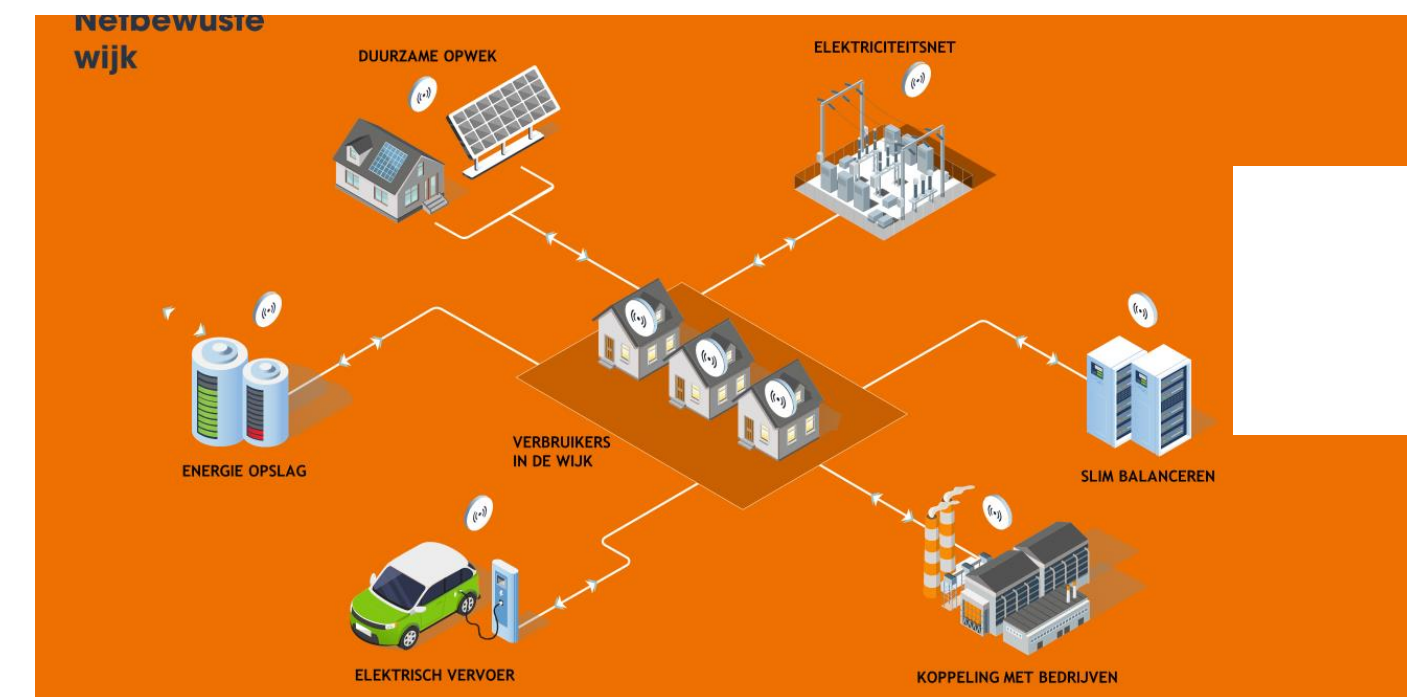 Netbewuste
wijk
DUURZAME OPWEK
ELEKTRICITEITSNET
VERBRUIKERS
IN DE WIJK
ENERGIE OPSLAG
SLIM BALANCEREN
ELEKTRISCH VERVOER
KOPPELING MET BEDRIJVEN